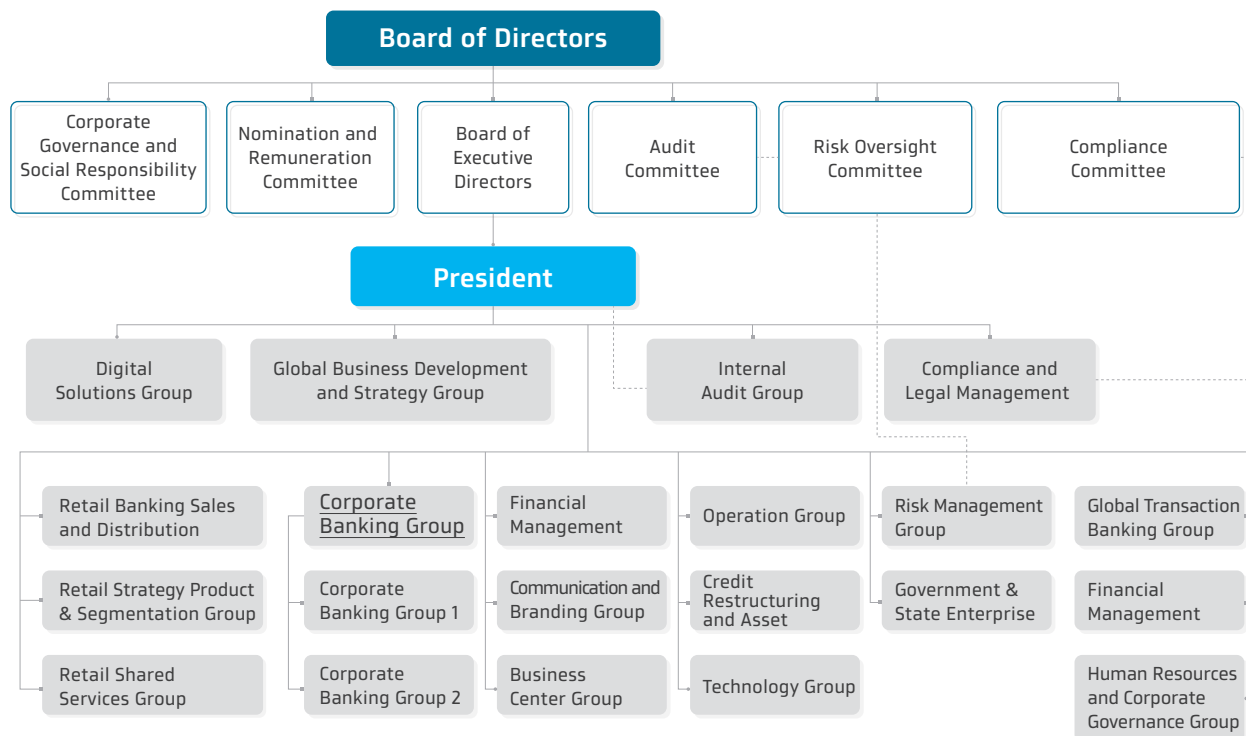 Board of Directors
Corporate
Governance and
Social Responsibility
Committee
Nomination and
Remuneration
Committee
Board of
Executive
Directors
Audit
Committee
Risk Oversight
Committee
Compliance
Committee
President
Digital
Solutions Group
Global Business Development
and Strategy Group
Internal
Audit Group
Compliance and
Legal Management
Retail Banking Sales
and Distribution
Retail Strategy Product
& Segmentation Group
Retail Shared
Services Group
Corporate
Banking Group
Corporate
Banking Group 1
Corporate
Banking Group 2
Financial
Management
Communication and
Branding Group
Business
Center Group
Operation Group
Credit
Restructuring
and Asset
Technology Group
Risk Management
Group
Government &
State Enterprise
Global Transaction
Banking Group
Financial
Management
Human Resources
and Corporate
Governance Group